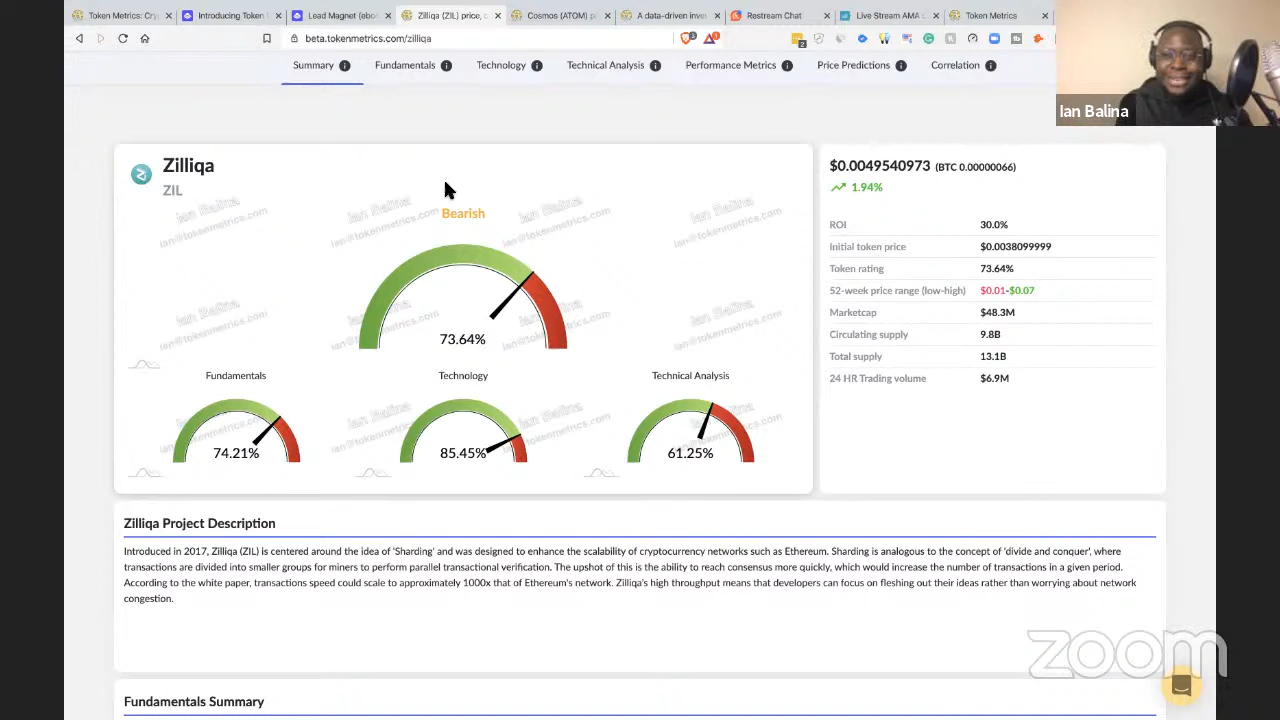 Token Metrics: Cry
Introducing Token
Lead Magnet (eboo
Zilliqa (ZIL) price, c
Cosmos (ATOM) p
A data-driven inve
Restream Chat
Live Stream AMA
Token Metrics
beta.tokenmetrics.com/zilliqa
Summary
Fundamentals
Technology
Technical Analysis
Performance Metrics
Price Predictions
Correlation
Ian Balina
Zilliqa
ZIL
Bearish
73.64%
Fundamentals
Technology
Technical Analysis
74.21%
85.45%
61.25%
Ian Balina
ian@tokenmetrics.com
$0.0049540973 (BTC 0.00000066)
1.94%
ROI 30.0%
Initial token price $0.0038099999
Token rating 73.64%
52-week price range (low-high) $0.01-$0.07
Marketcap $48.3M
Circulating supply 9.8B
Total supply 13.1B
24 HR Trading volume $6.9M
Zilliqa Project Description
Introduced in 2017, Zilliqa (ZIL) is centered around the idea of 'Sharding' and was designed to enhance the scalability of cryptocurrency networks such as Ethereum. Sharding is analogous to the concept of 'divide and conquer', where
transactions are divided into smaller groups for miners to perform parallel transactional verification. The upshot of this is the ability to reach consensus more quickly, which would increase the number of transactions in a given period.
According to the white paper, transactions speed could scale to approximately 1000x that of Ethereum's network. Zilliqa's high throughput means that developers can focus on fleshing out their ideas rather than worrying about network
congestion.
zoom
Fundamentals Summary